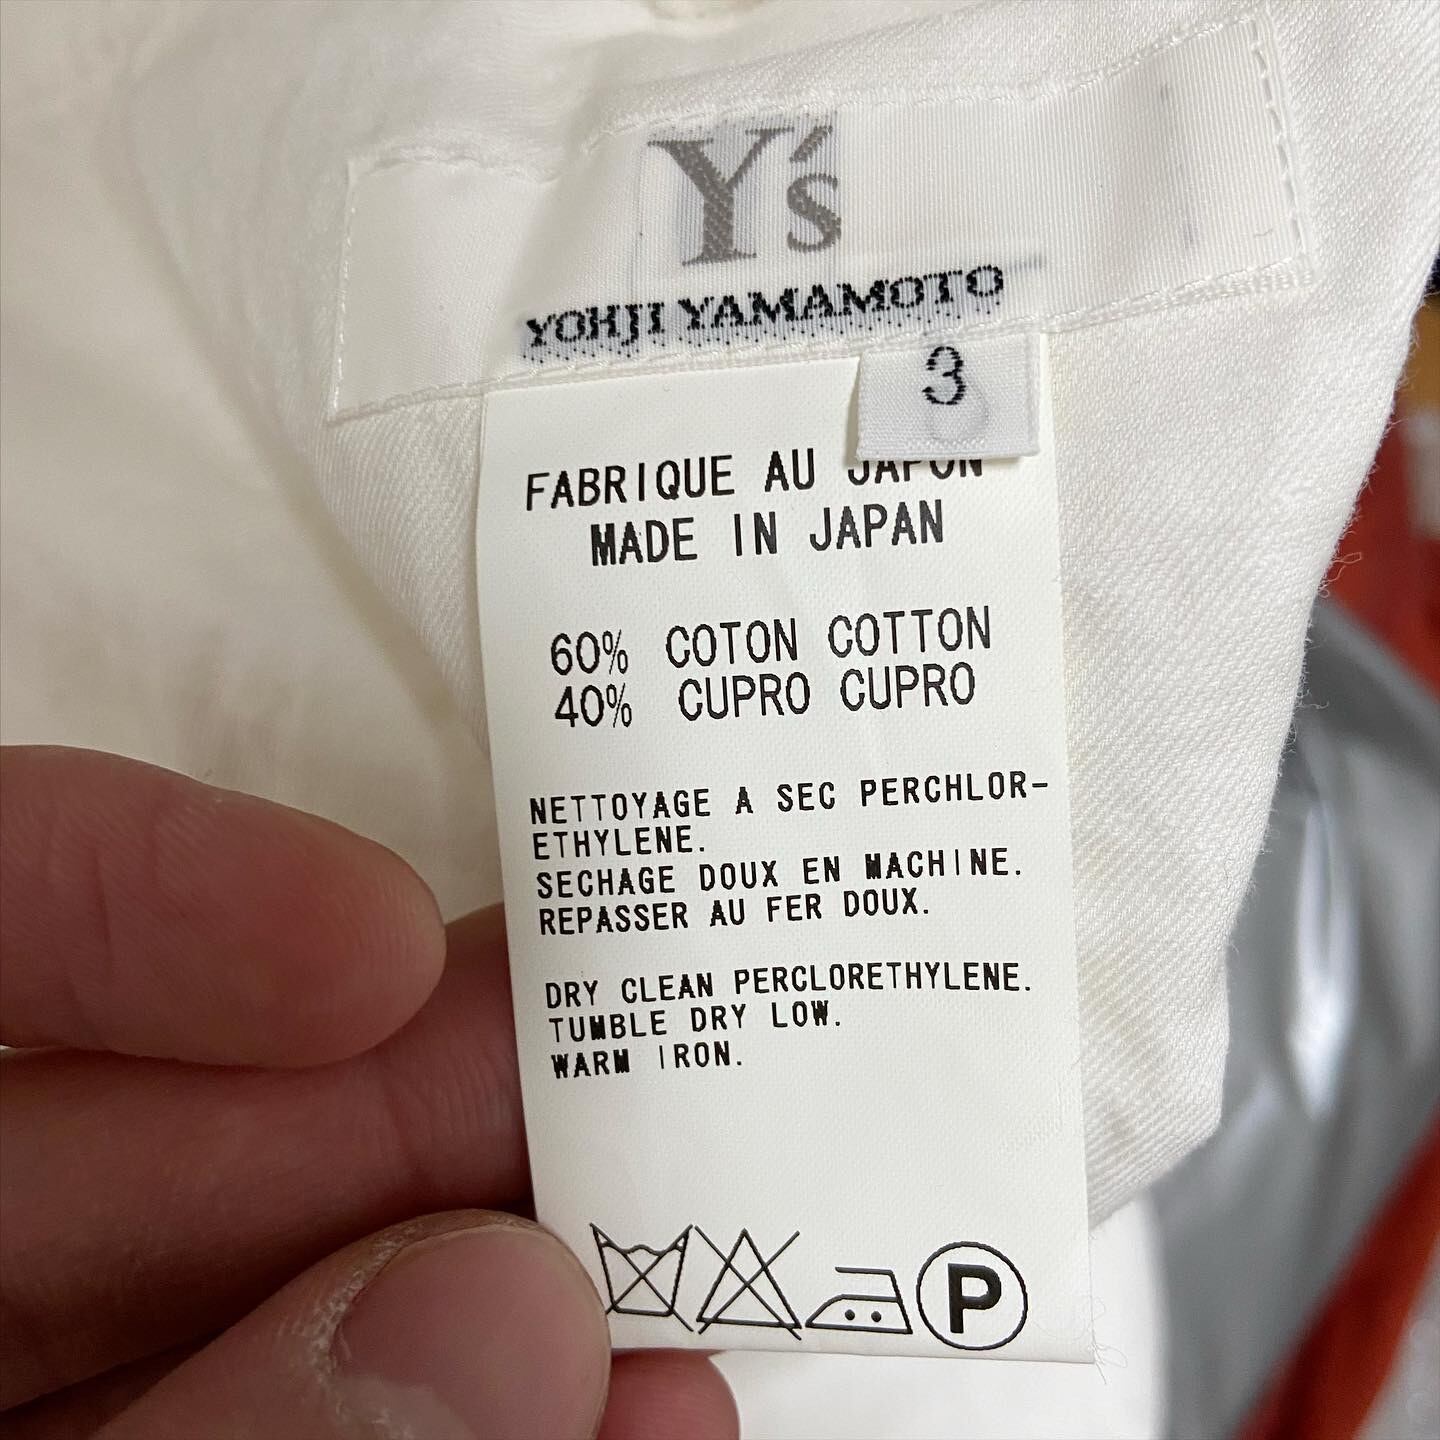 Y's
YOHJI YAMAMOTO
3
FABRIQUE AU JAPON
MADE IN JAPAN
60% COTON COTTON
40% CUPRO CUPRO
NETTOYAGE A SEC PERCHLOR-
ETHYLENE.
SECHAGE DOUX EN MACHINE.
REPASSER AU FER DOUX.
DRY CLEAN PERCLORETHYLENE.
TUMBLE DRY LOW.
WARM IRON.
P